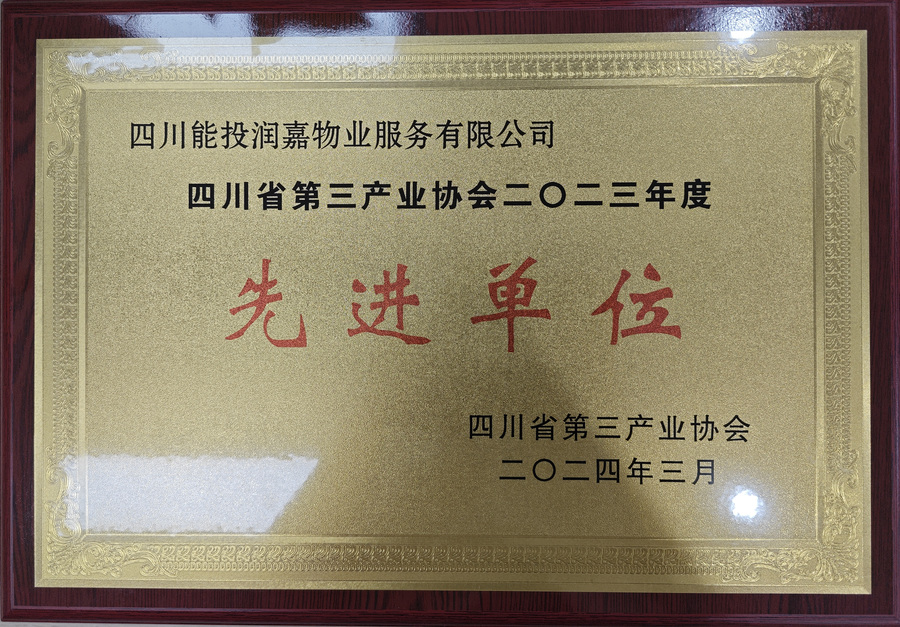 四川能投润嘉物业服务有限公司
四川省第三产业协会二〇二三年度
先进单位
四川省第三产业协会
二〇二四年三月